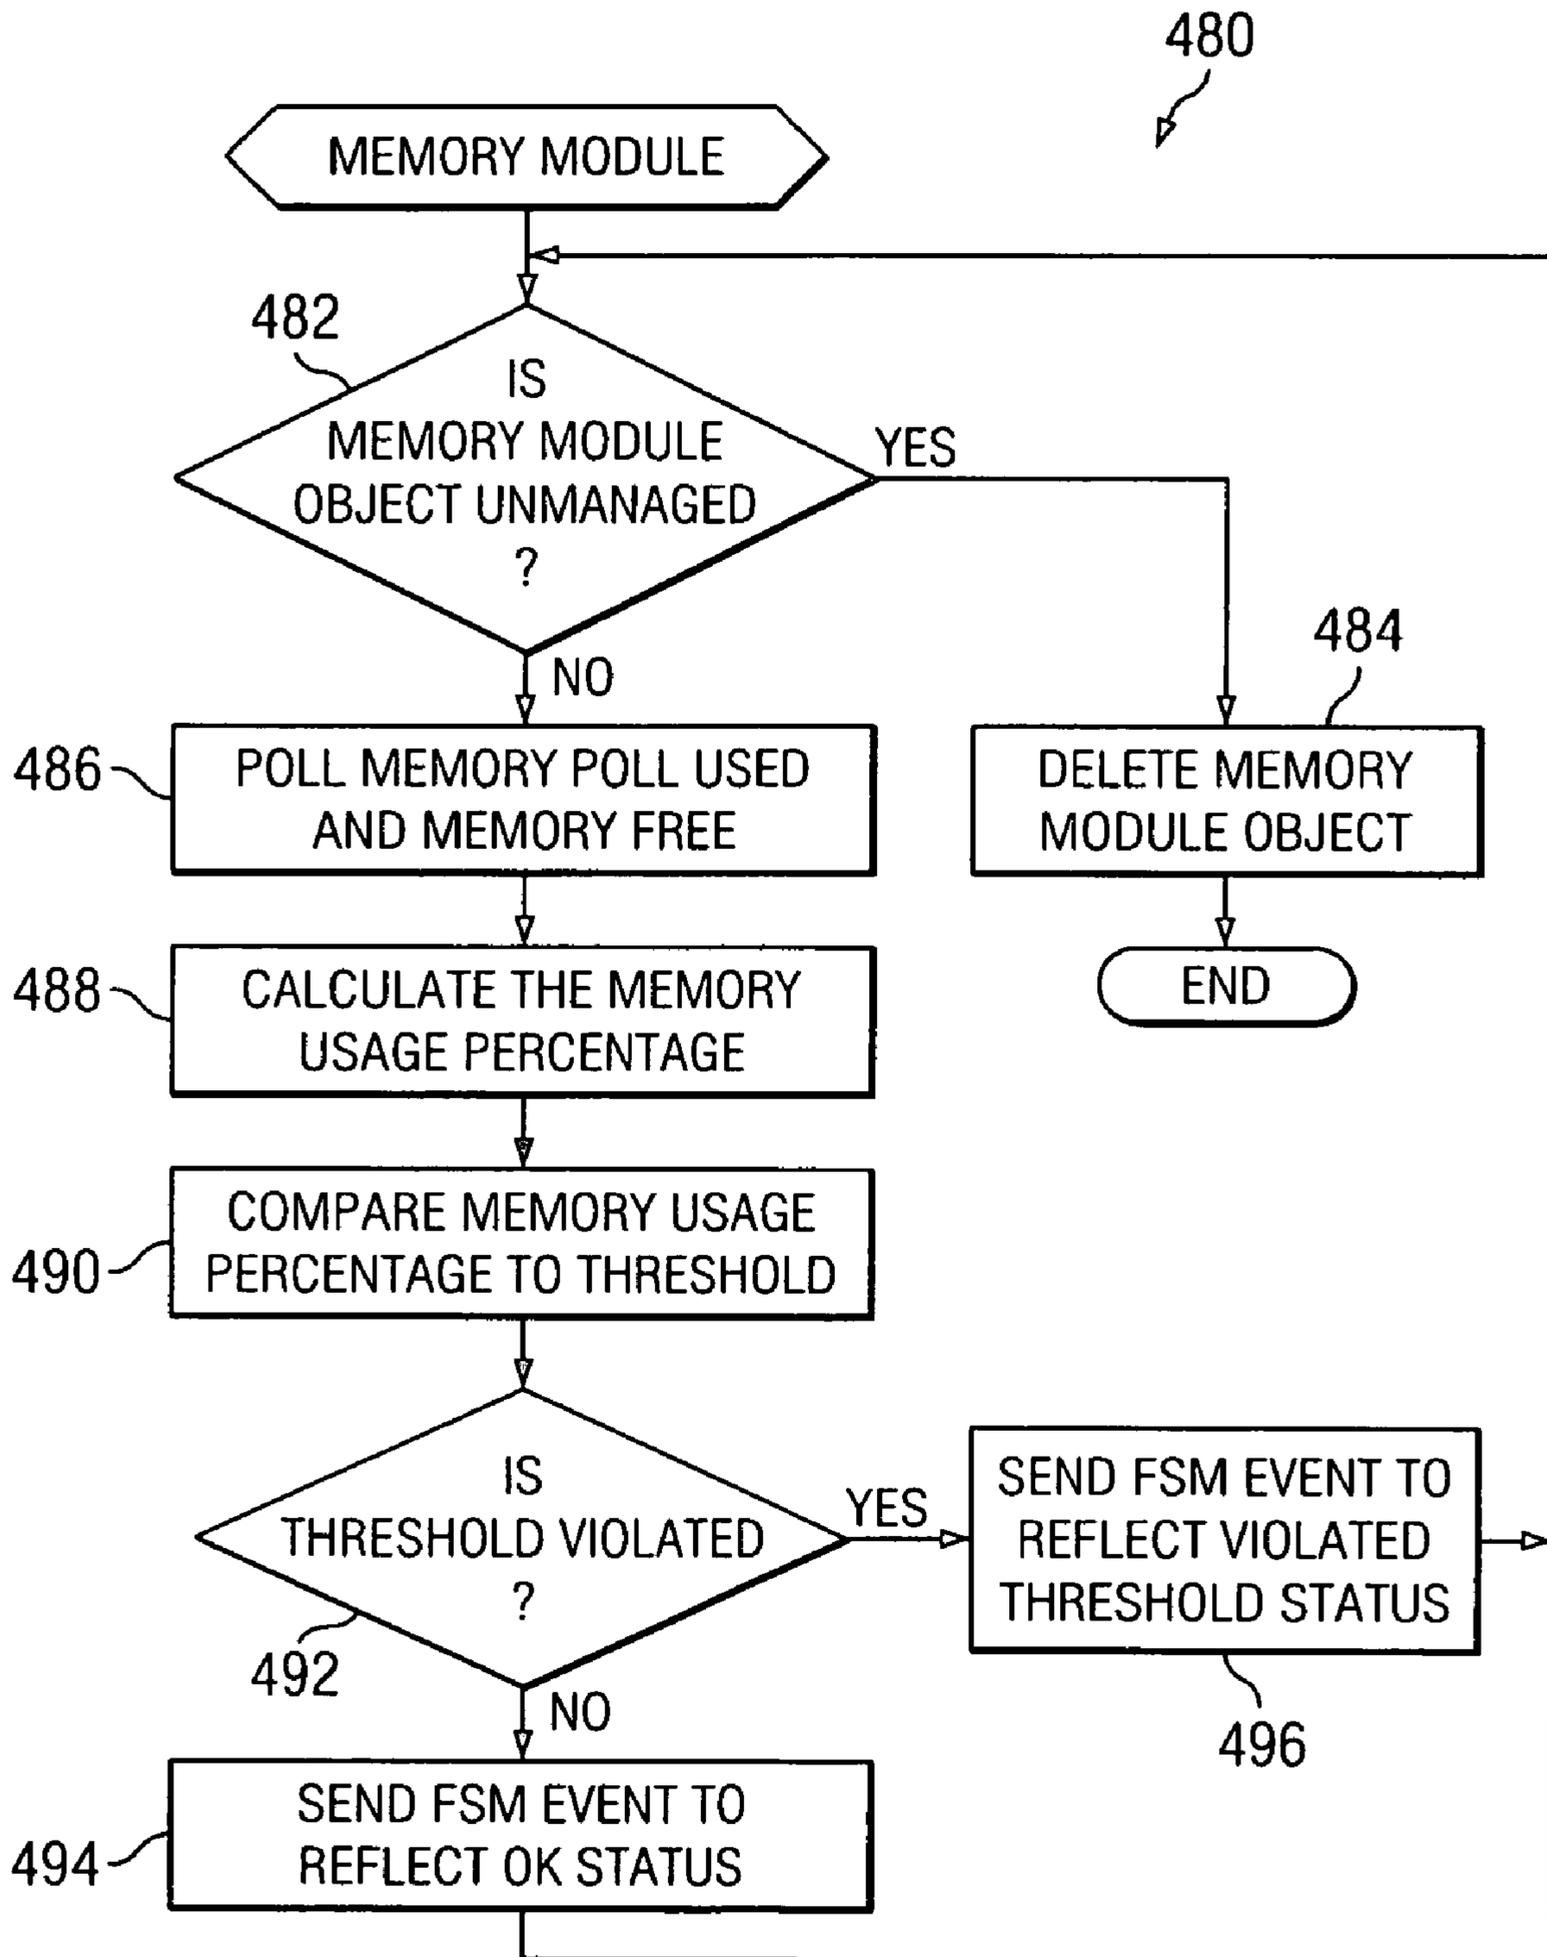 480
MEMORY MODULE
482
IS
MEMORY MODULE
OBJECT UNMANAGED
?
YES
NO
484
486
POLL MEMORY POLL USED
AND MEMORY FREE
DELETE MEMORY
MODULE OBJECT
488
CALCULATE THE MEMORY
USAGE PERCENTAGE
END
490
COMPARE MEMORY USAGE
PERCENTAGE TO THRESHOLD
IS
THRESHOLD VIOLATED
?
492
YES
SEND FSM EVENT TO
REFLECT VIOLATED
THRESHOLD STATUS
496
NO
494
SEND FSM EVENT TO
REFLECT OK STATUS